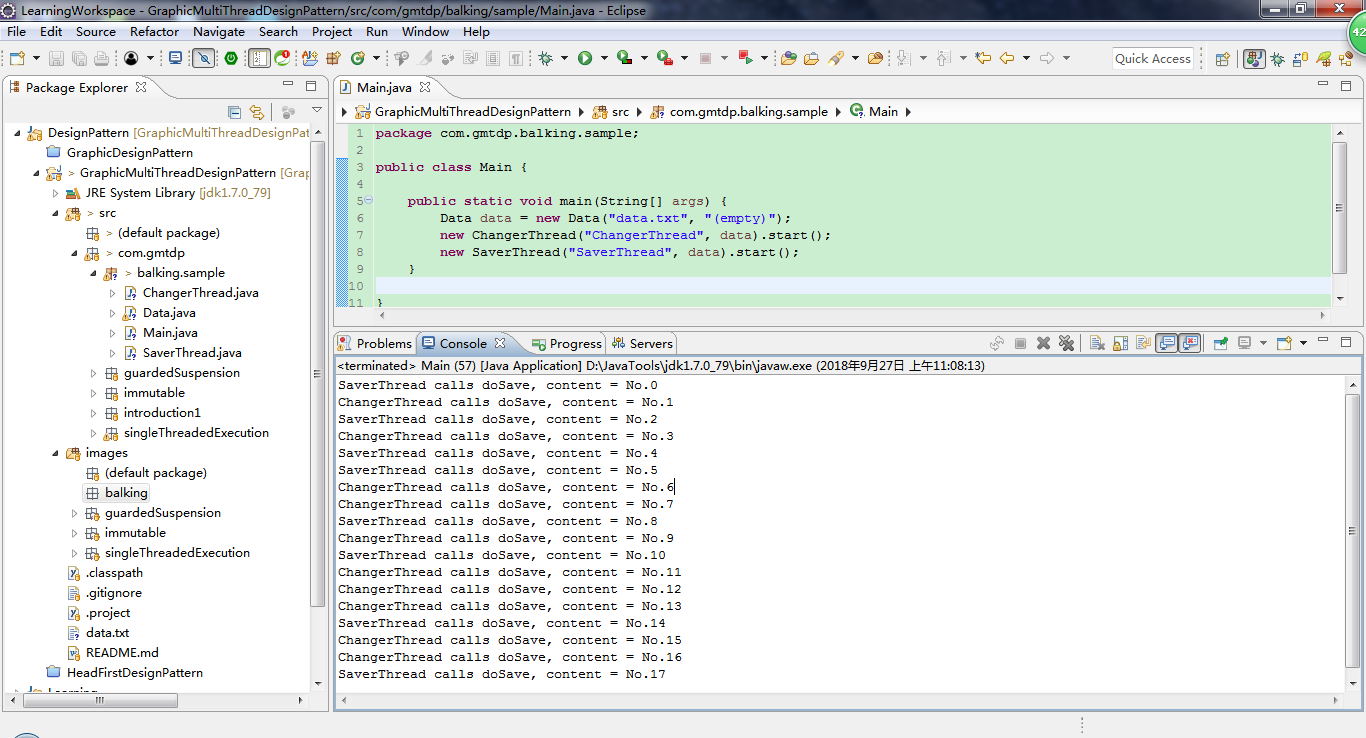 LearningWorkspace - GraphicMultiThreadDesignPattern/src/com/gmtdp/balking/sample/Main.java - Eclipse
File Edit Source Refactor Navigate Search Project Run Window Help
42
Quick Access
Package Explorer
DesignPattern [GraphicMultiThreadDesignPat
GraphicDesignPattern
> GraphicMultiThreadDesignPattern [Grap
JRE System Library [jdk1.7.0_79]
> src
> (default package)
> com.gmtdp
> balking.sample
ChangerThread.java
Data.java
Main.java
SaverThread.java
guardedSuspension
immutable
introduction1
singleThreadedExecution
images
(default package)
balking
guardedSuspension
immutable
singleThreadedExecution
.classpath
.gitignore
.project
data.txt
README.md
HeadFirstDesignPattern
Main.java
GraphicMultiThreadDesignPattern src com.gmtdp.balking.sample Main
1 package com.gmtdp.balking.sample;
2
3 public class Main {
4
5 public static void main(String[] args) {
6 Data data = new Data("data.txt", "(empty)");
7 new ChangerThread("ChangerThread", data).start();
8 new SaverThread("SaverThread", data).start();
9 }
10
11 }
Problems Console Progress Servers
<terminated> Main (57) [Java Application] D:\JavaTools\jdk1.7.0_79\bin\javaw.exe (2018年9月27日 上午11:08:13)
SaverThread calls doSave, content = No.0
ChangerThread calls doSave, content = No.1
SaverThread calls doSave, content = No.2
ChangerThread calls doSave, content = No.3
SaverThread calls doSave, content = No.4
SaverThread calls doSave, content = No.5
ChangerThread calls doSave, content = No.6
ChangerThread calls doSave, content = No.7
SaverThread calls doSave, content = No.8
ChangerThread calls doSave, content = No.9
SaverThread calls doSave, content = No.10
ChangerThread calls doSave, content = No.11
ChangerThread calls doSave, content = No.12
ChangerThread calls doSave, content = No.13
SaverThread calls doSave, content = No.14
ChangerThread calls doSave, content = No.15
ChangerThread calls doSave, content = No.16
SaverThread calls doSave, content = No.17